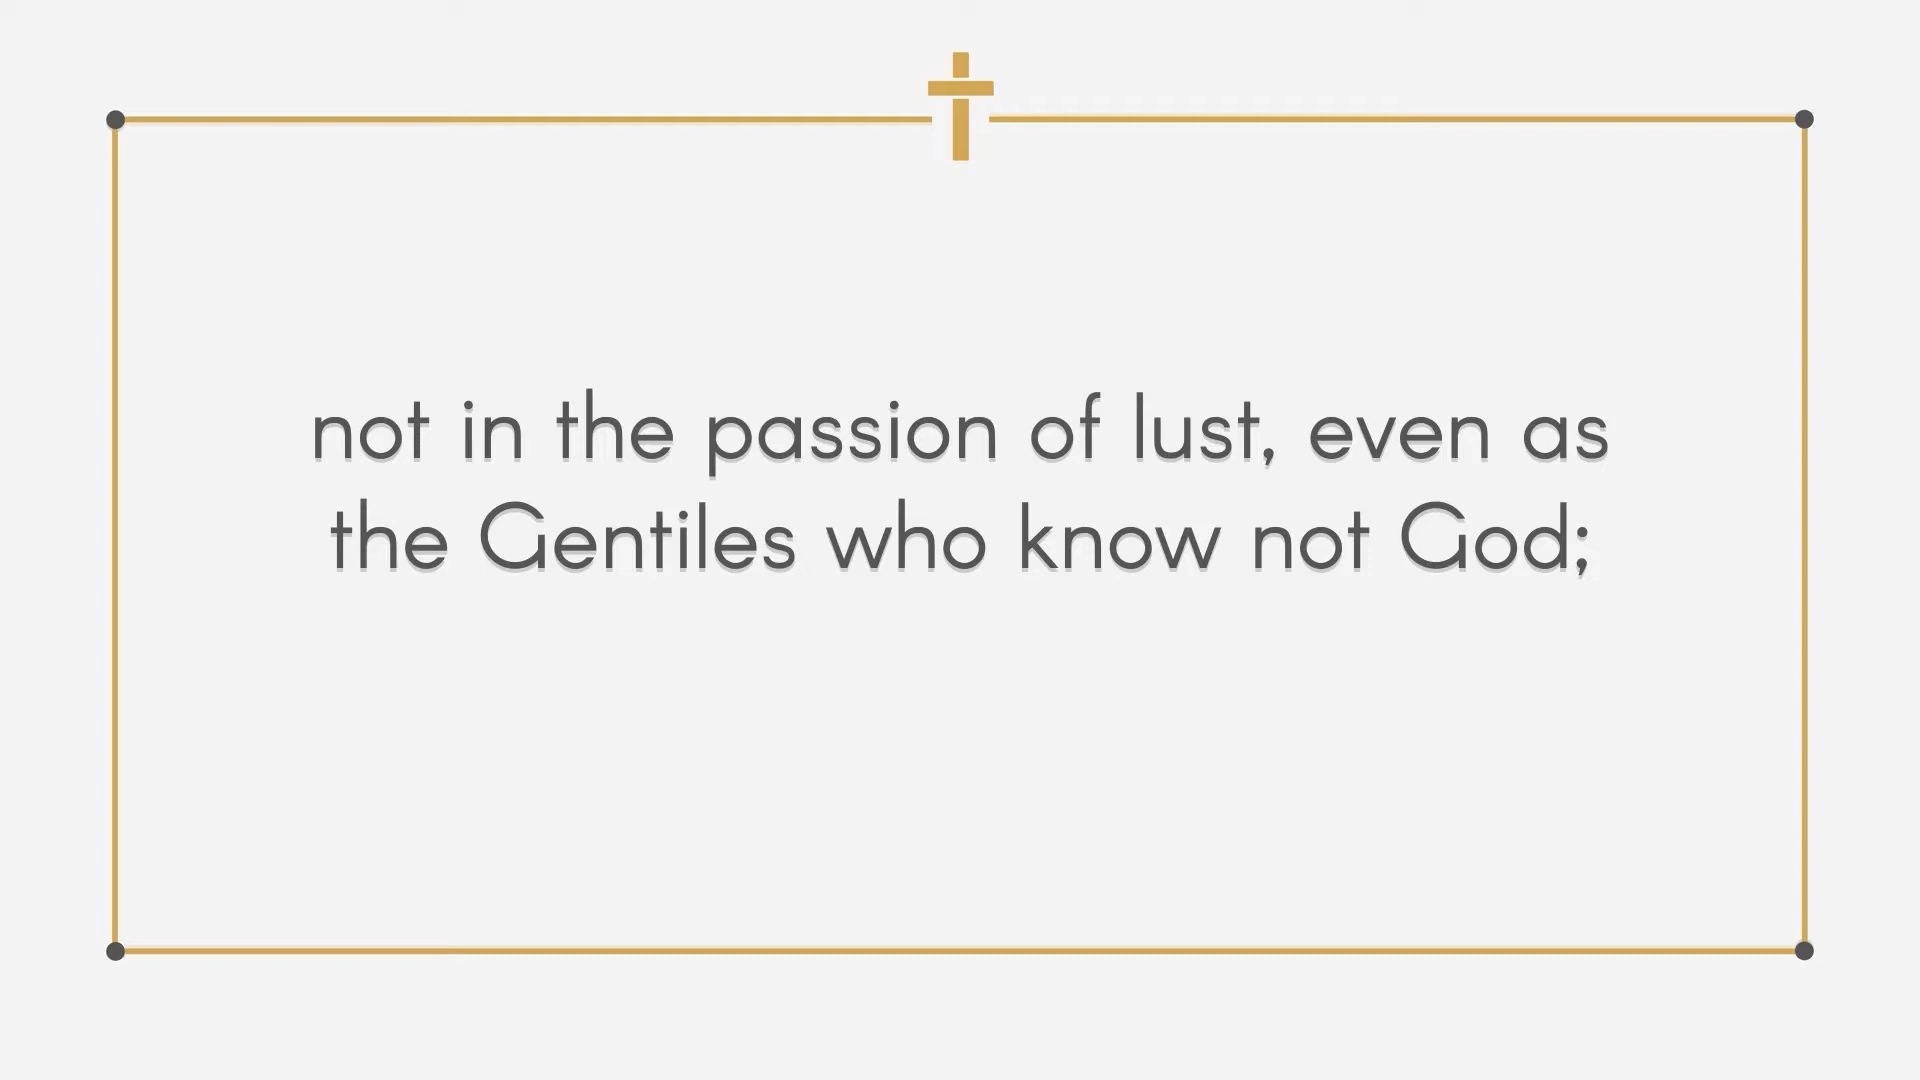 not in the passion of lust, even as
the Gentiles who know not God;